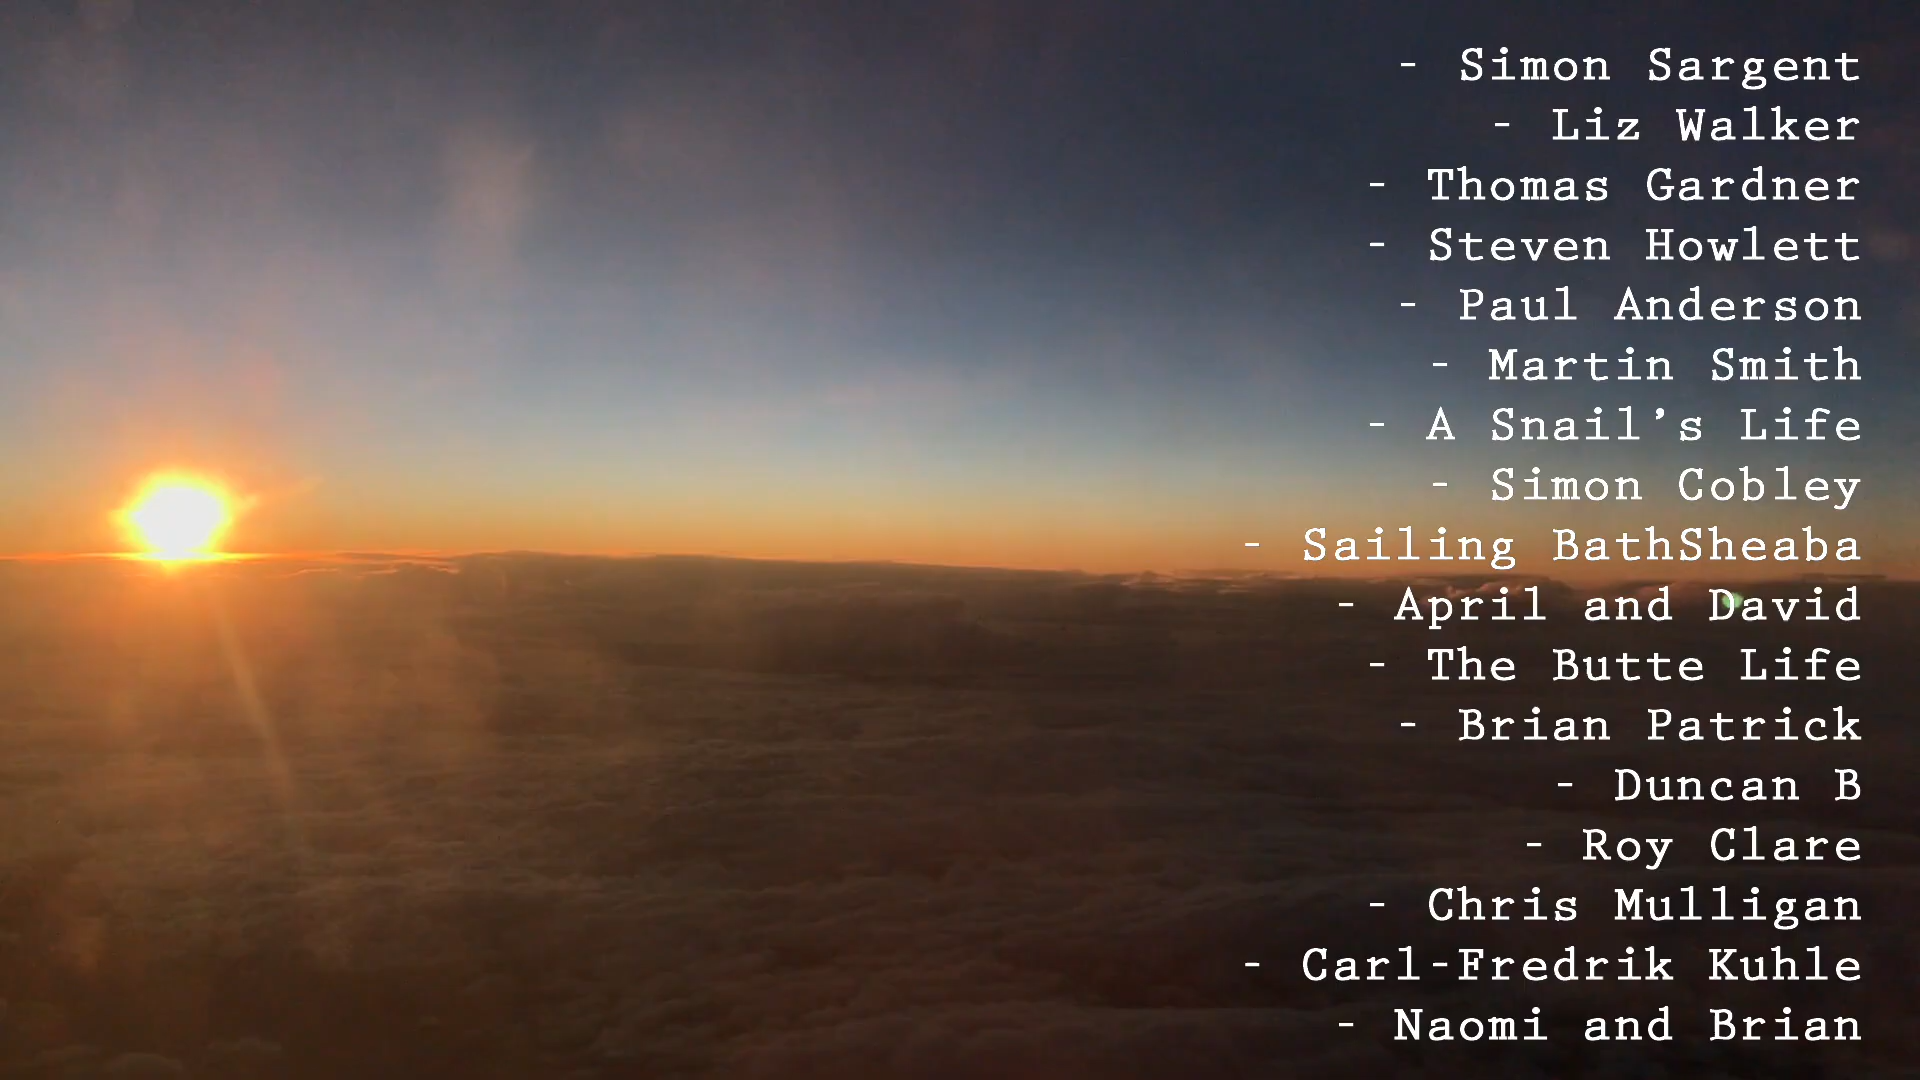 - Simon Sargent
- Liz Walker
- Thomas Gardner
- Steven Howlett
- Paul Anderson
- Martin Smith
- A Snail's Life
- Simon Cobley
- Sailing BathSheaba
- April and David
- The Butte Life
- Brian Patrick
- Duncan B
- Roy Clare
- Chris Mulligan
- Carl-Fredrik Kuhle
- Naomi and Brian